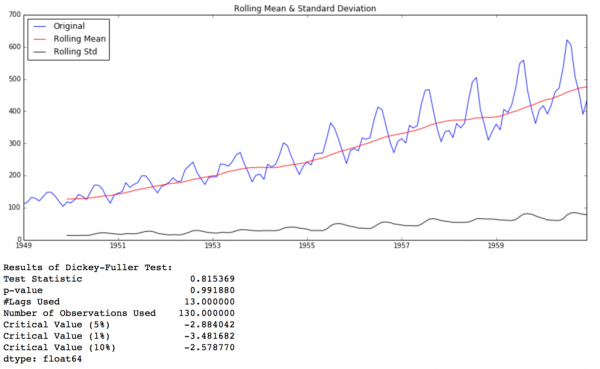 Rolling Mean & Standard Deviation
700
600
500
400
300
200
100
0
Original
Rolling Mean
Rolling Std
1949 1951 1953 1955 1957 1959
Results of Dickey-Fuller Test:
Test Statistic 0.815369
p-value 0.991880
#Lags Used 13.000000
Number of Observations Used 130.000000
Critical Value (5%) -2.884042
Critical Value (1%) -3.481682
Critical Value (10%) -2.578770
dtype: float64